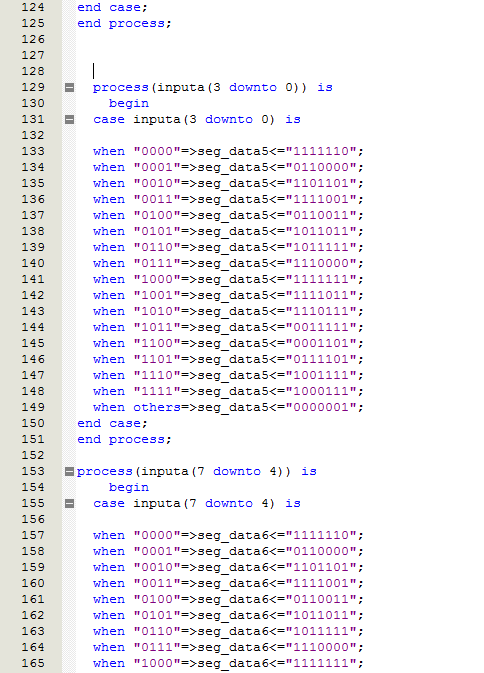 124 end case;
125 end process;
126
127
128
129 process(inputa(3 downto 0)) is
130 begin
131 case inputa(3 downto 0) is
132
133 when "0000"=>seg_data5<="1111110";
134 when "0001"=>seg_data5<="0110000";
135 when "0010"=>seg_data5<="1101101";
136 when "0011"=>seg_data5<="1111001";
137 when "0100"=>seg_data5<="0110011";
138 when "0101"=>seg_data5<="1011011";
139 when "0110"=>seg_data5<="1011111";
140 when "0111"=>seg_data5<="1110000";
141 when "1000"=>seg_data5<="1111111";
142 when "1001"=>seg_data5<="1111011";
143 when "1010"=>seg_data5<="1110111";
144 when "1011"=>seg_data5<="0011111";
145 when "1100"=>seg_data5<="0001101";
146 when "1101"=>seg_data5<="0111101";
147 when "1110"=>seg_data5<="1001111";
148 when "1111"=>seg_data5<="1000111";
149 when others=>seg_data5<="0000001";
150 end case;
151 end process;
152
153 process(inputa(7 downto 4)) is
154 begin
155 case inputa(7 downto 4) is
156
157 when "0000"=>seg_data6<="1111110";
158 when "0001"=>seg_data6<="0110000";
159 when "0010"=>seg_data6<="1101101";
160 when "0011"=>seg_data6<="1111001";
161 when "0100"=>seg_data6<="0110011";
162 when "0101"=>seg_data6<="1011011";
163 when "0110"=>seg_data6<="1011111";
164 when "0111"=>seg_data6<="1110000";
165 when "1000"=>seg_data6<="1111111";